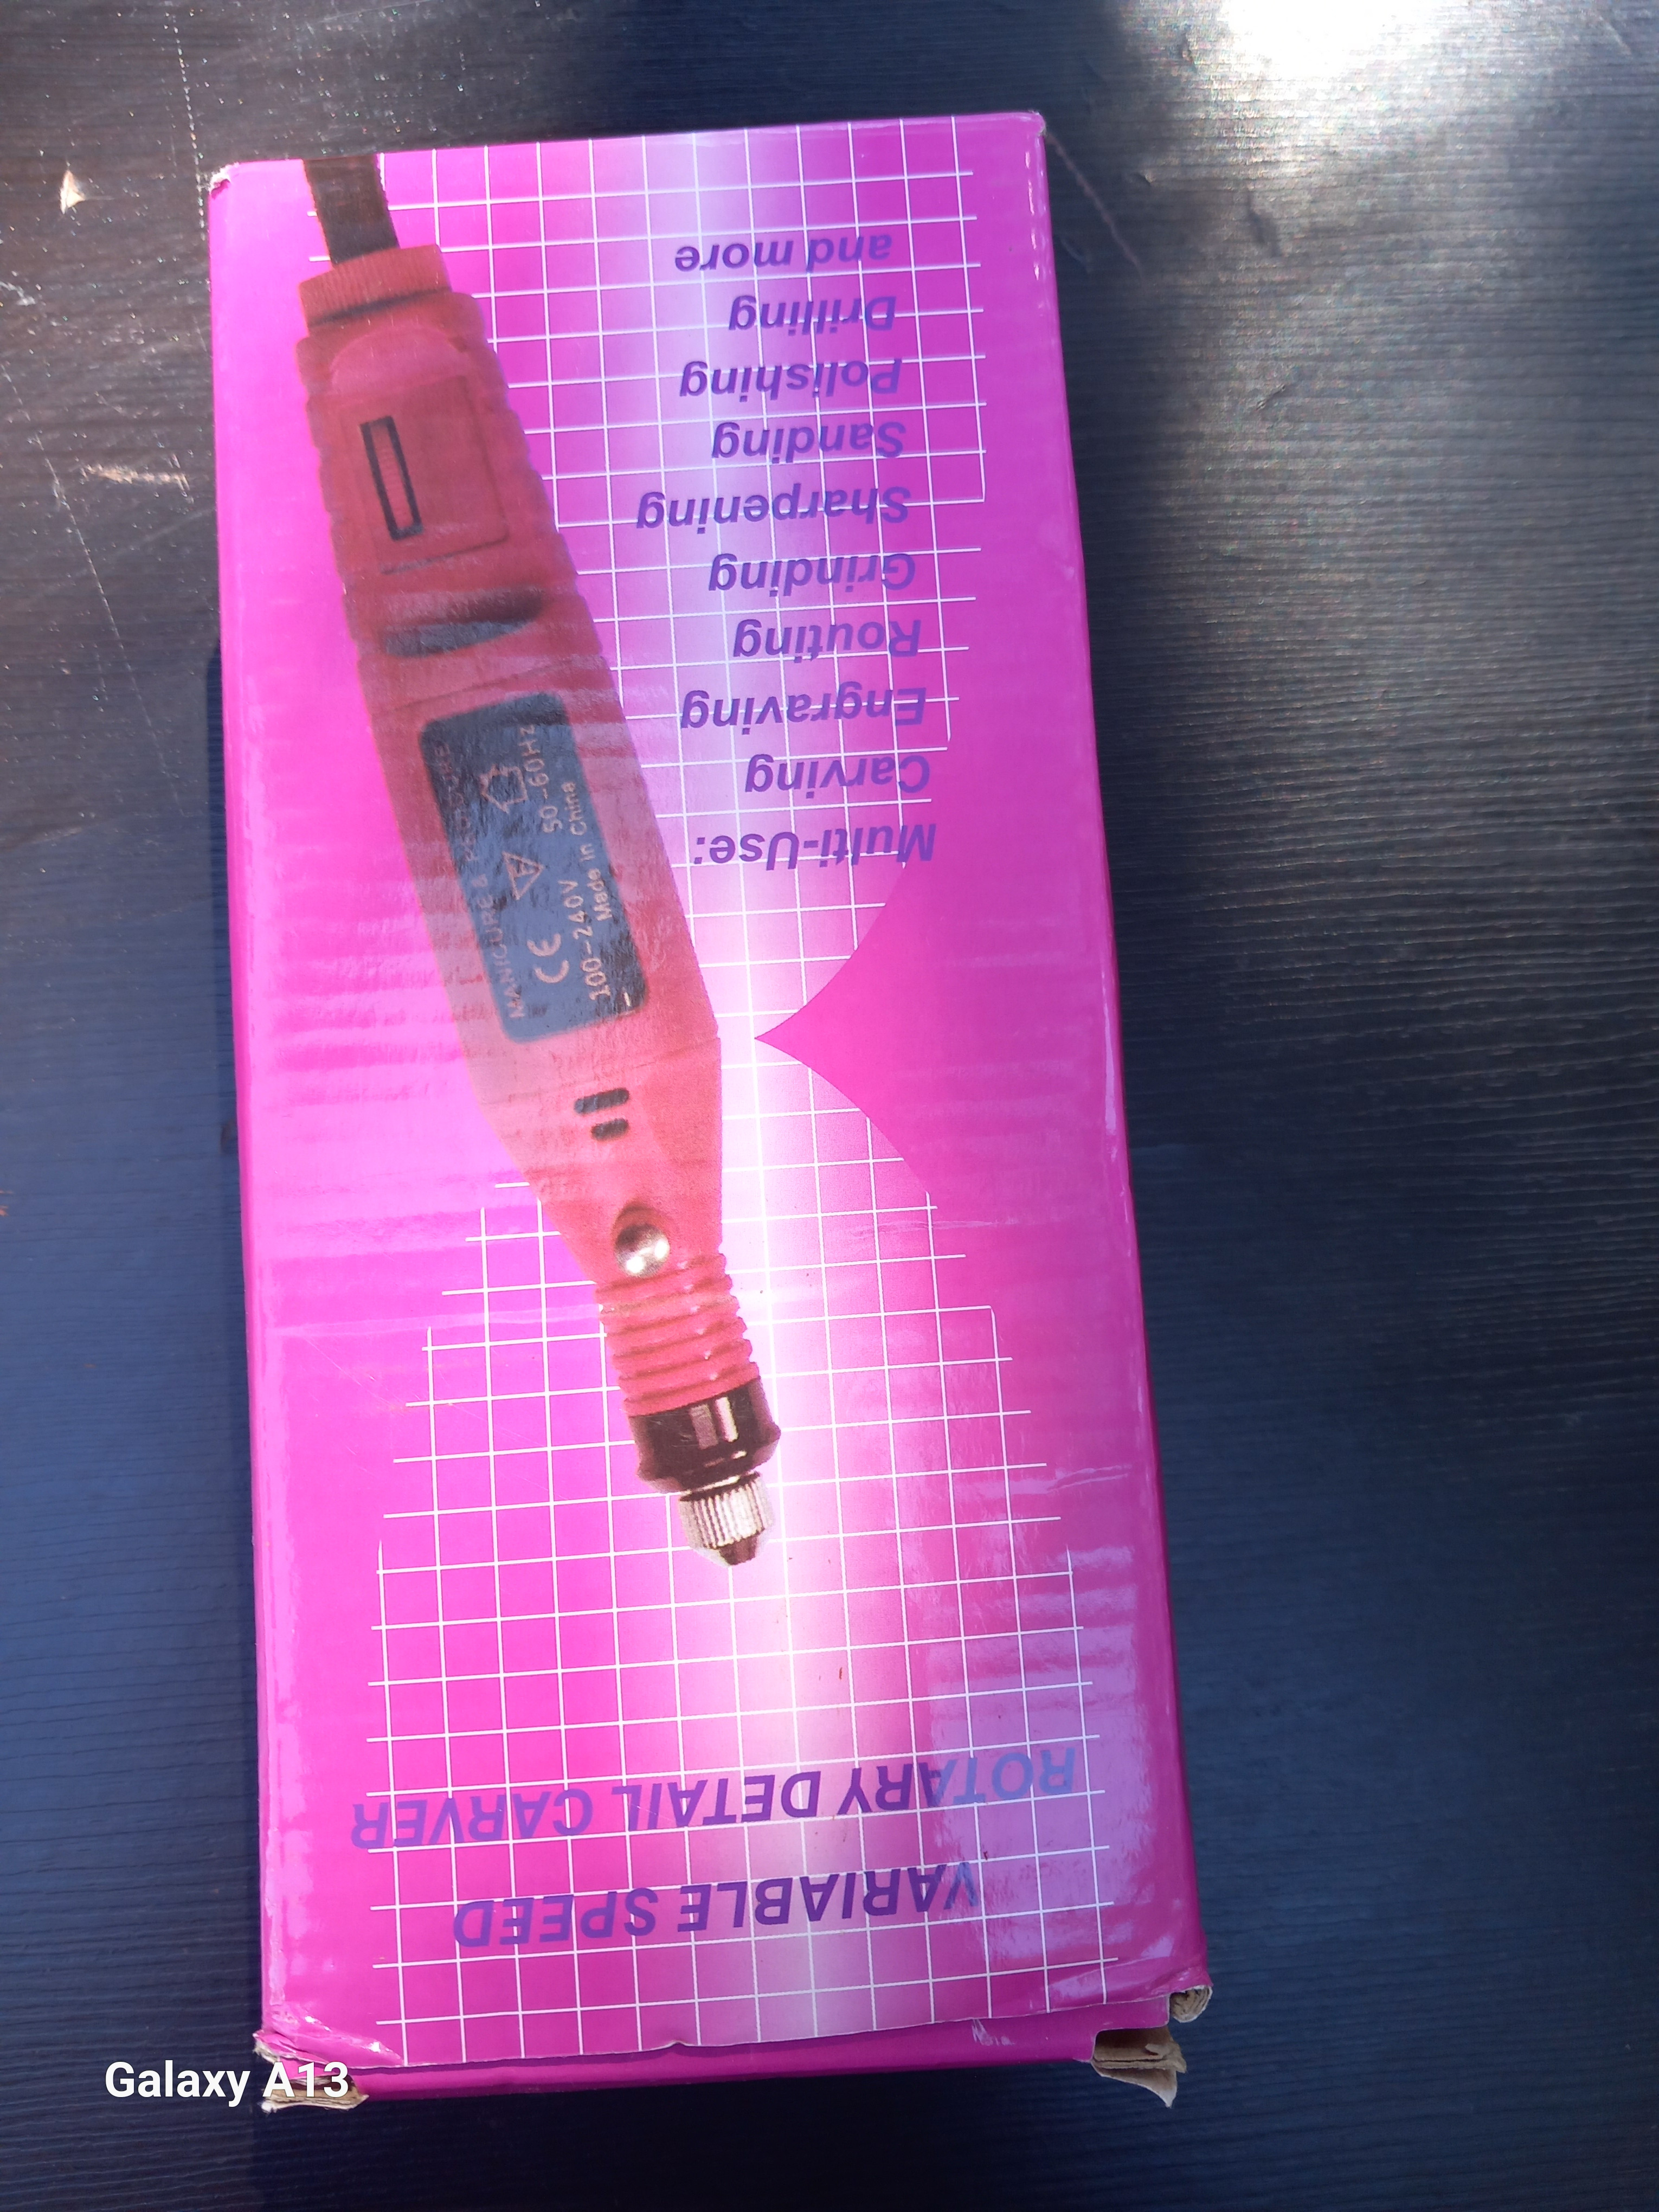 VARIABLE SPEED
ROTARY DETAIL CARVER
Multi-Use:
Carving
Engraving
Routing
Grinding
Sharpening
Sanding
Polishing
Drilling
and more
MANICURE & PEDICURE
CE F
100-240V 50-60Hz
Made in China
Galaxy A13